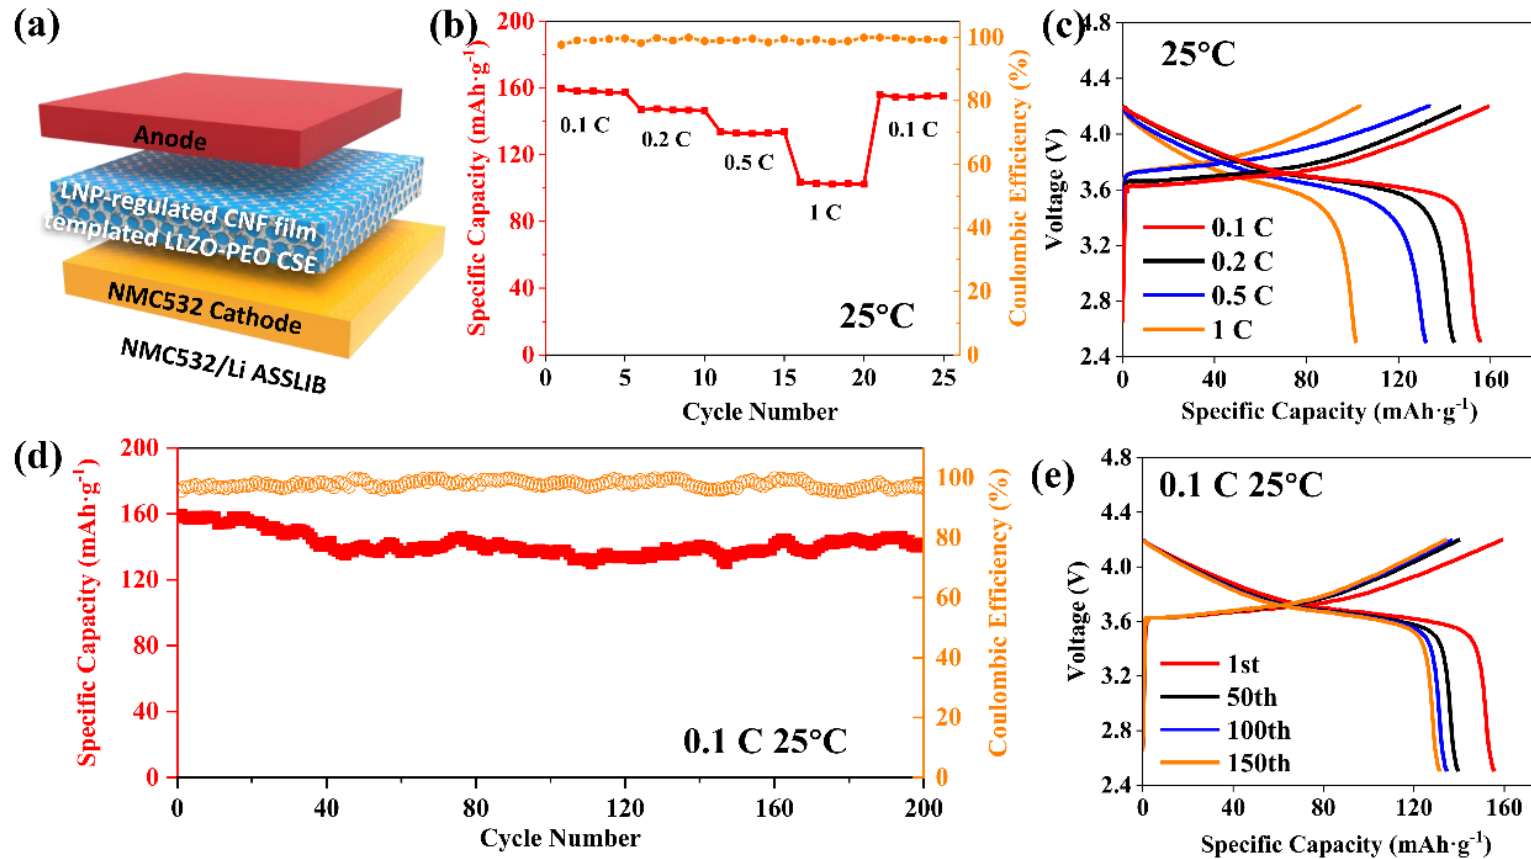 (a)
Anode
LNP-regulated CNF film
templated LLZO-PEO CSE
NMC532 Cathode
NMC532/Li ASSLIB
(b)
Specific Capacity (mAh·g⁻¹)
200
160
120
80
40
0
0.1 C
0.2 C
0.5 C
1 C
0.1 C
25°C
0 5 10 15 20 25
Cycle Number
100
80
60
40
20
0
Coulombic Efficiency (%)
(c)
25°C
Voltage (V)
4.8
4.4
4.0
3.6
3.2
2.8
2.4
0.1 C
0.2 C
0.5 C
1 C
0 40 80 120 160
Specific Capacity (mAh·g⁻¹)
(d)
Specific Capacity (mAh·g⁻¹)
200
160
120
80
40
0
0.1 C 25°C
0 40 80 120 160 200
Cycle Number
100
80
60
40
20
0
Coulombic Efficiency (%)
(e)
0.1 C 25°C
Voltage (V)
4.8
4.4
4.0
3.6
3.2
2.8
2.4
1st
50th
100th
150th
0 40 80 120 160
Specific Capacity (mAh·g⁻¹)